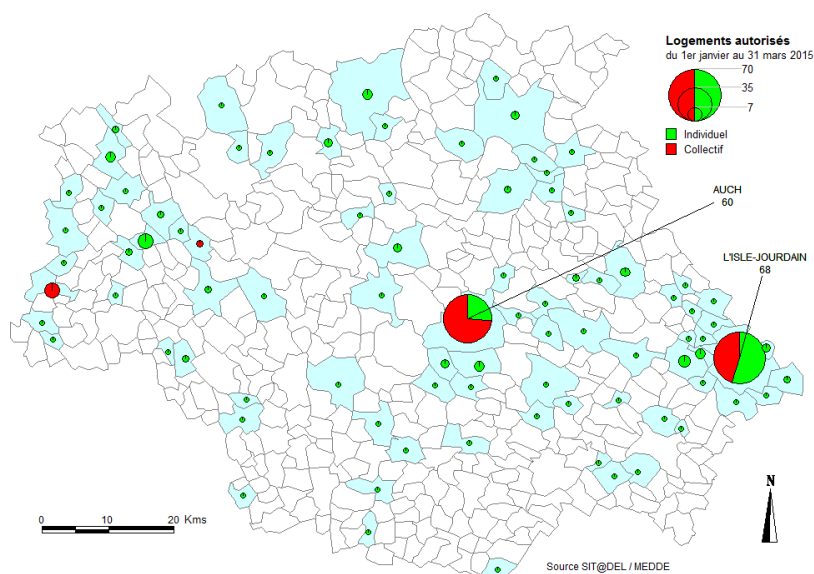 Logements autorisés
du 1er janvier au 31 mars 2015
70
35
7
Individuel
Collectif
AUCH
60
L'ISLE-JOURDAIN
68
N
0 10 20 Kms
Source SIT@DEL / MEDDE